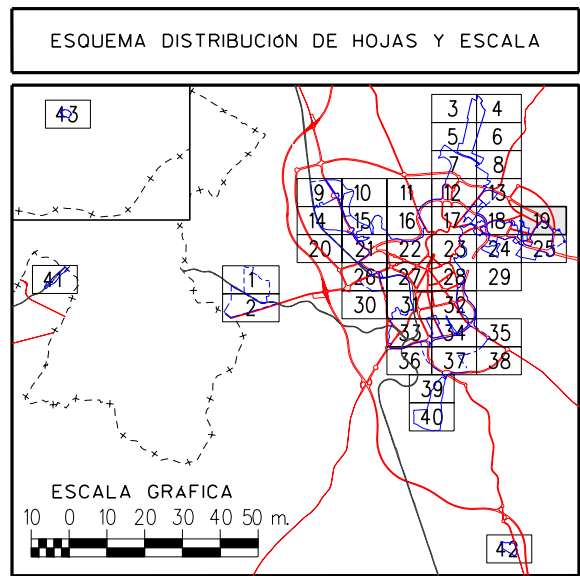 ESQUEMA DISTRIBUCIÓN DE HOJAS Y ESCALA
43
3 4
5 6
7 8
9 10 11 12 13
14 15 16 17 18 19
20 21 22 23 24 25
41 1 26 27 28 29
2 30 31 32
33 34 35
36 37 38
39
40
ESCALA GRÁFICA
10 0 10 20 30 40 50 m.
42